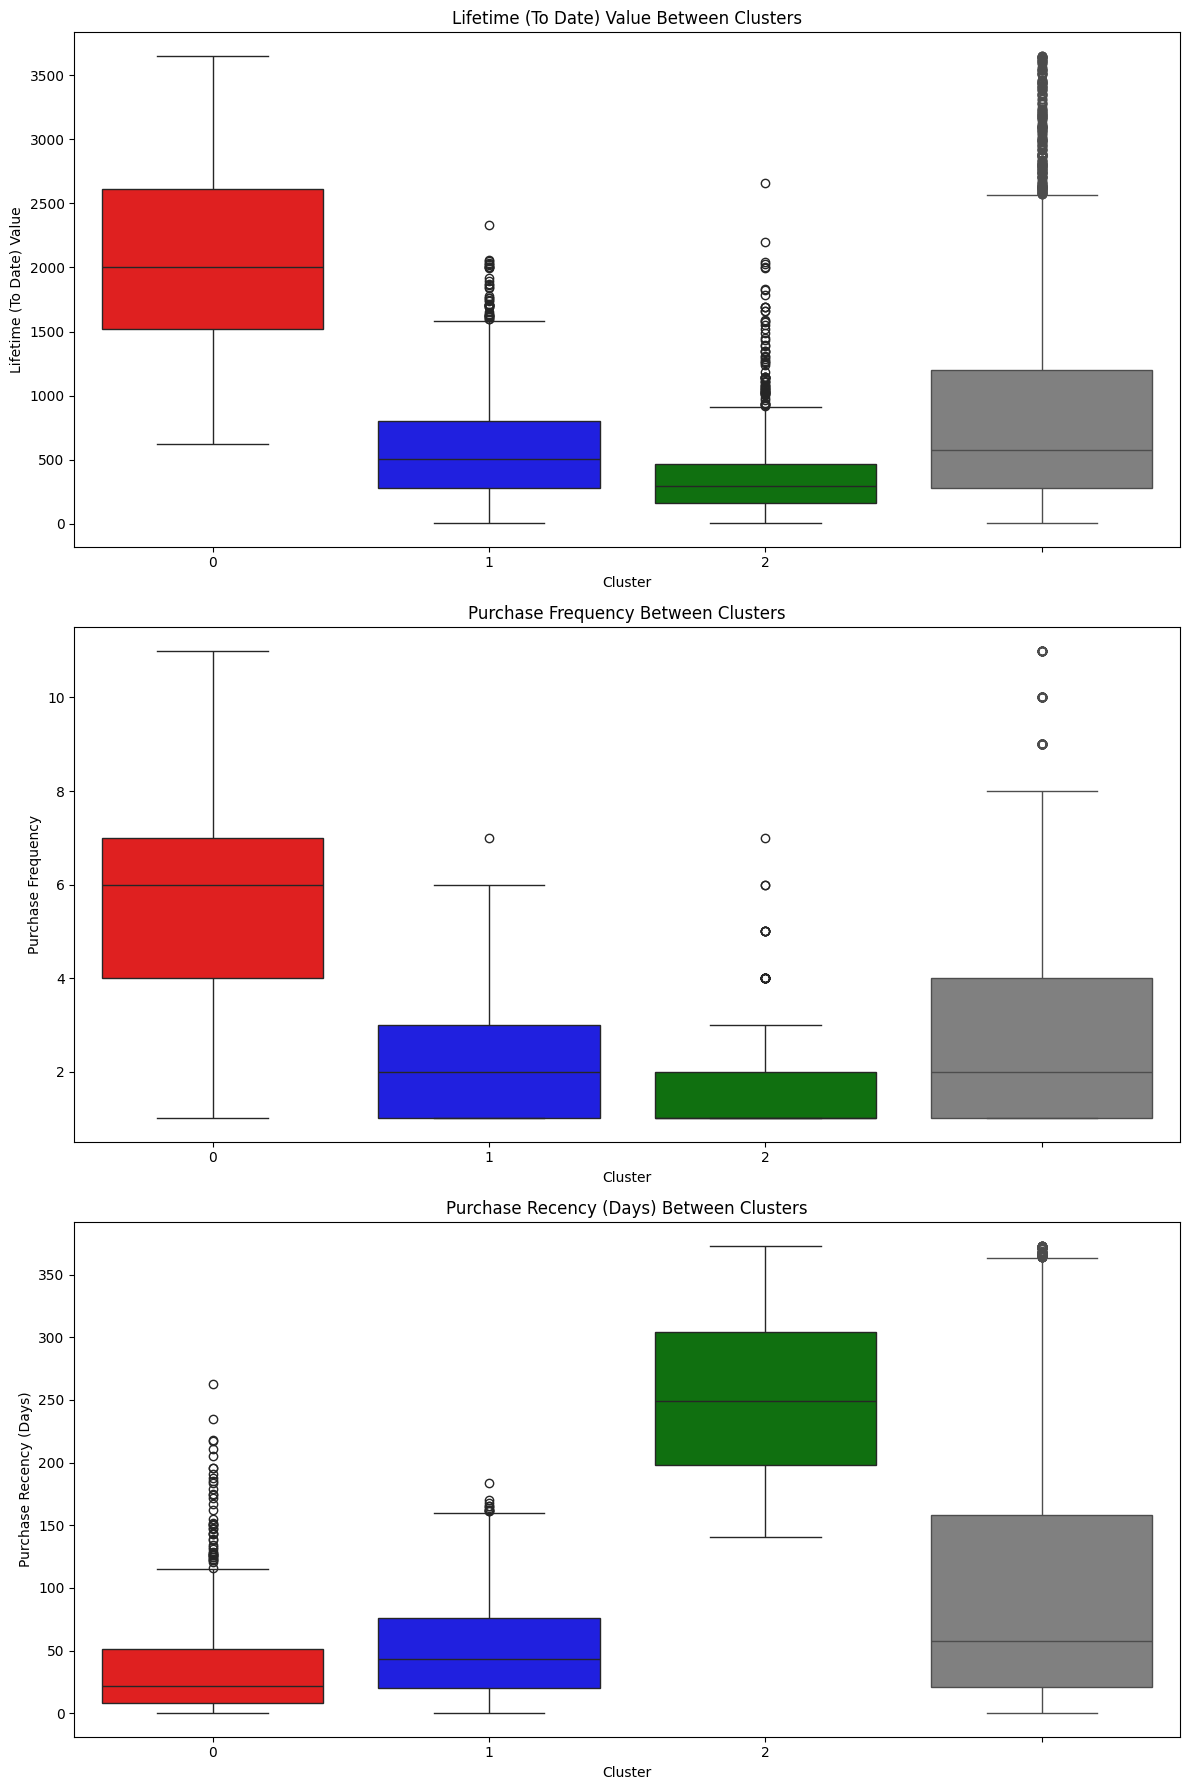 Lifetime (To Date) Value Between Clusters
Lifetime (To Date) Value
3500
3000
2500
2000
1500
1000
500
0
0 1 2
Cluster
Purchase Frequency Between Clusters
Purchase Frequency
10
8
6
4
2
0 1 2
Cluster
Purchase Recency (Days) Between Clusters
Purchase Recency (Days)
350
300
250
200
150
100
50
0
0 1 2
Cluster